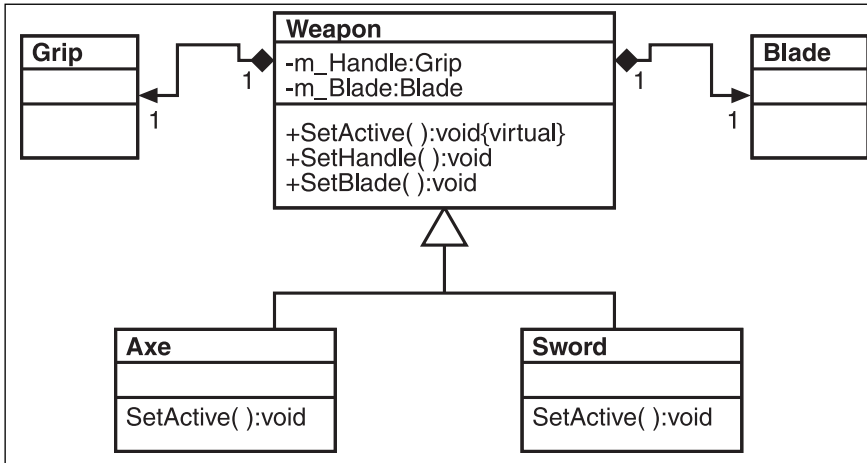 Weapon
-m_Handle:Grip
-m_Blade:Blade
+SetActive( ):void{virtual}
+SetHandle( ):void
+SetBlade( ):void
Grip
1
1
Blade
1
1
Axe
SetActive( ):void
Sword
SetActive( ):void